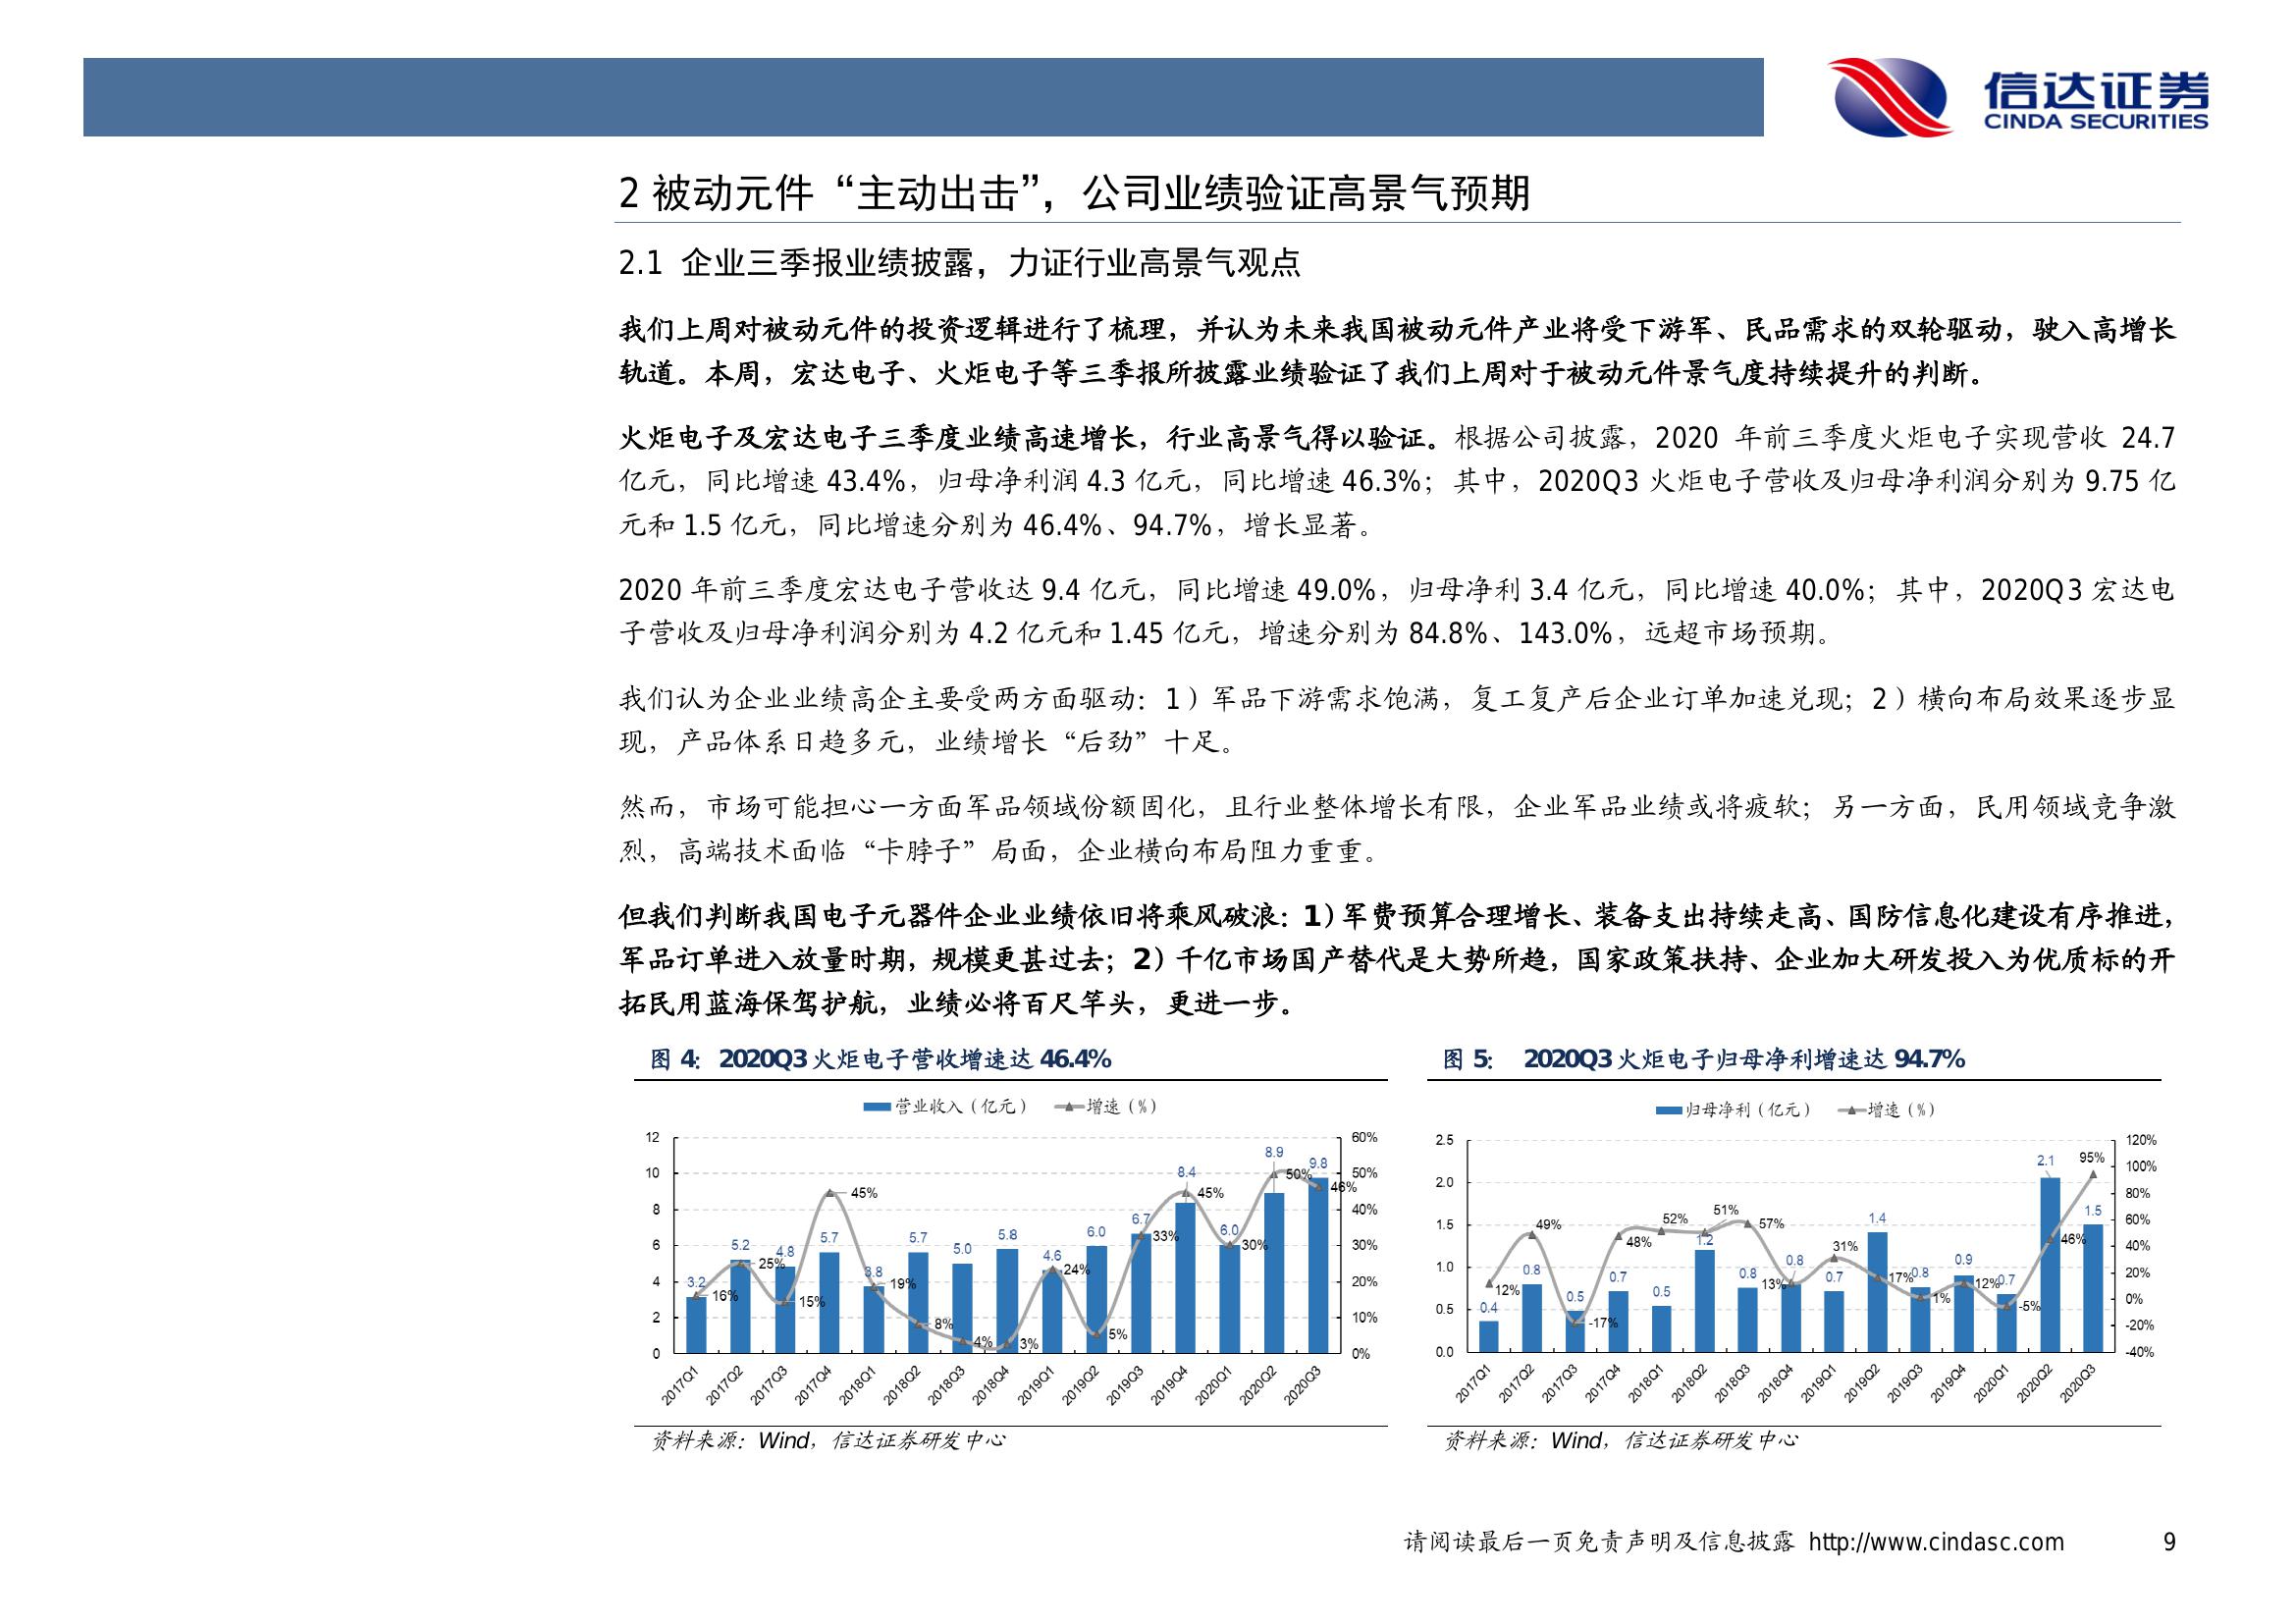 信达证券
CINDA SECURITIES
2 被动元件“主动出击”，公司业绩验证高景气预期
2.1 企业三季报业绩披露，力证行业高景气观点
我们上周对被动元件的投资逻辑进行了梳理，并认为未来我国被动元件产业将受下游军、民品需求的双轮驱动，驶入高增长
轨道。本周，宏达电子、火炬电子等三季报所披露业绩验证了我们上周对于被动元件景气度持续提升的判断。
火炬电子及宏达电子三季度业绩高速增长，行业高景气得以验证。根据公司披露，2020 年前三季度火炬电子实现营收 24.7
亿元，同比增速 43.4%，归母净利润 4.3 亿元，同比增速 46.3%；其中，2020Q3 火炬电子营收及归母净利润分别为 9.75 亿
元和 1.5 亿元，同比增速分别为 46.4%、94.7%，增长显著。
2020 年前三季度宏达电子营收达 9.4 亿元，同比增速 49.0%，归母净利 3.4 亿元，同比增速 40.0%；其中，2020Q3 宏达电
子营收及归母净利润分别为 4.2 亿元和 1.45 亿元，增速分别为 84.8%、143.0%，远超市场预期。
我们认为企业业绩高企主要受两方面驱动：1）军品下游需求饱满，复工复产后企业订单加速兑现；2）横向布局效果逐步显
现，产品体系日趋多元，业绩增长“后劲”十足。
然而，市场可能担心一方面军品领域份额固化，且行业整体增长有限，企业军品业绩或将疲软；另一方面，民用领域竞争激
烈，高端技术面临“卡脖子”局面，企业横向布局阻力重重。
但我们判断我国电子元器件企业业绩依旧将乘风破浪：1）军费预算合理增长、装备支出持续走高、国防信息化建设有序推进，
军品订单进入放量时期，规模更甚过去；2）千亿市场国产替代是大势所趋，国家政策扶持、企业加大研发投入为优质标的开
拓民用蓝海保驾护航，业绩必将百尺竿头，更进一步。
图 4： 2020Q3 火炬电子营收增速达 46.4%
营业收入（亿元） 增速（%）
12 10 8 6 4 2 0
60% 50% 40% 30% 20% 10% 0%
3.2 5.2 4.8 5.7 3.8 5.7 5.0 5.8 4.6 6.0 6.7 8.4 6.0 8.9 9.8
16% 25% 15% 45% 19% 8% 4% 3% 24% 5% 33% 45% 30% 50% 46%
2017Q1 2017Q2 2017Q3 2017Q4 2018Q1 2018Q2 2018Q3 2018Q4 2019Q1 2019Q2 2019Q3 2019Q4 2020Q1 2020Q2 2020Q3
资料来源：Wind，信达证券研发中心
图 5： 2020Q3 火炬电子归母净利增速达 94.7%
归母净利（亿元） 增速（%）
2.5 2.0 1.5 1.0 0.5 0.0
120% 100% 80% 60% 40% 20% 0% -20% -40%
0.4 0.8 0.5 0.7 0.5 1.2 0.8 0.8 0.7 1.4 0.8 0.9 0.7 2.1 1.5
12% 49% -17% 48% 52% 51% 57% 13% 31% 17% 1% 12% -5% 46% 95%
2017Q1 2017Q2 2017Q3 2017Q4 2018Q1 2018Q2 2018Q3 2018Q4 2019Q1 2019Q2 2019Q3 2019Q4 2020Q1 2020Q2 2020Q3
资料来源：Wind，信达证券研发中心
请阅读最后一页免责声明及信息披露 http://www.cindasc.com 9